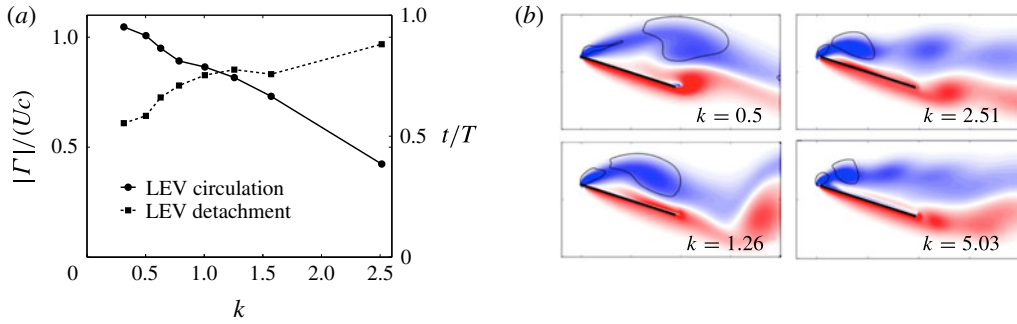 (a)
1.0
0.5
0
|Γ|/(Uc)
LEV circulation
LEV detachment
0 0.5 1.0 1.5 2.0 2.5
k
1.0
0.5
0
t/T
(b)
k = 0.5
k = 2.51
k = 1.26
k = 5.03